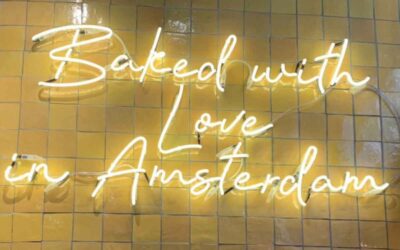 Baked with
Love
in Amsterdam